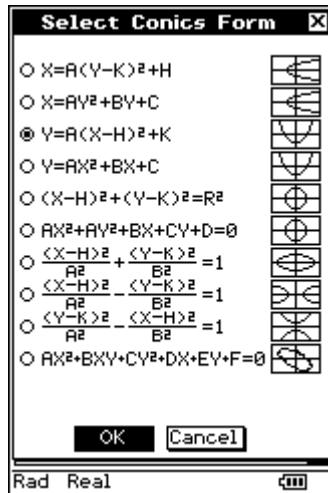 Select Conics Form
X=A(Y-K)²+H
X=AY²+BY+C
Y=A(X-H)²+K
Y=AX²+BX+C
(X-H)²+(Y-K)²=R²
AX²+AY²+BX+CY+D=0
(X-H)²/A² + (Y-K)²/B² =1
(X-H)²/A² - (Y-K)²/B² =1
(Y-K)²/A² - (X-H)²/B² =1
AX²+BXY+CY²+DX+EY+F=0
OK Cancel
Rad Real